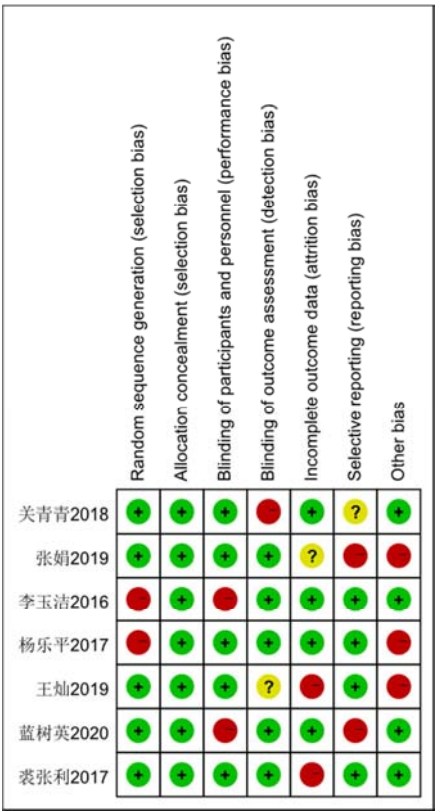 Random sequence generation (selection bias)
Allocation concealment (selection bias)
Blinding of participants and personnel (performance bias)
Blinding of outcome assessment (detection bias)
Incomplete outcome data (attrition bias)
Selective reporting (reporting bias)
Other bias
关青青2018 + + + - + ? +
张娟2019 + + + + ? - -
李玉洁2016 - + - + + + +
杨乐平2017 - + + + + + -
王灿2019 + + + ? - + -
蓝树英2020 + + - + + - +
裘张利2017 + + + + - + +